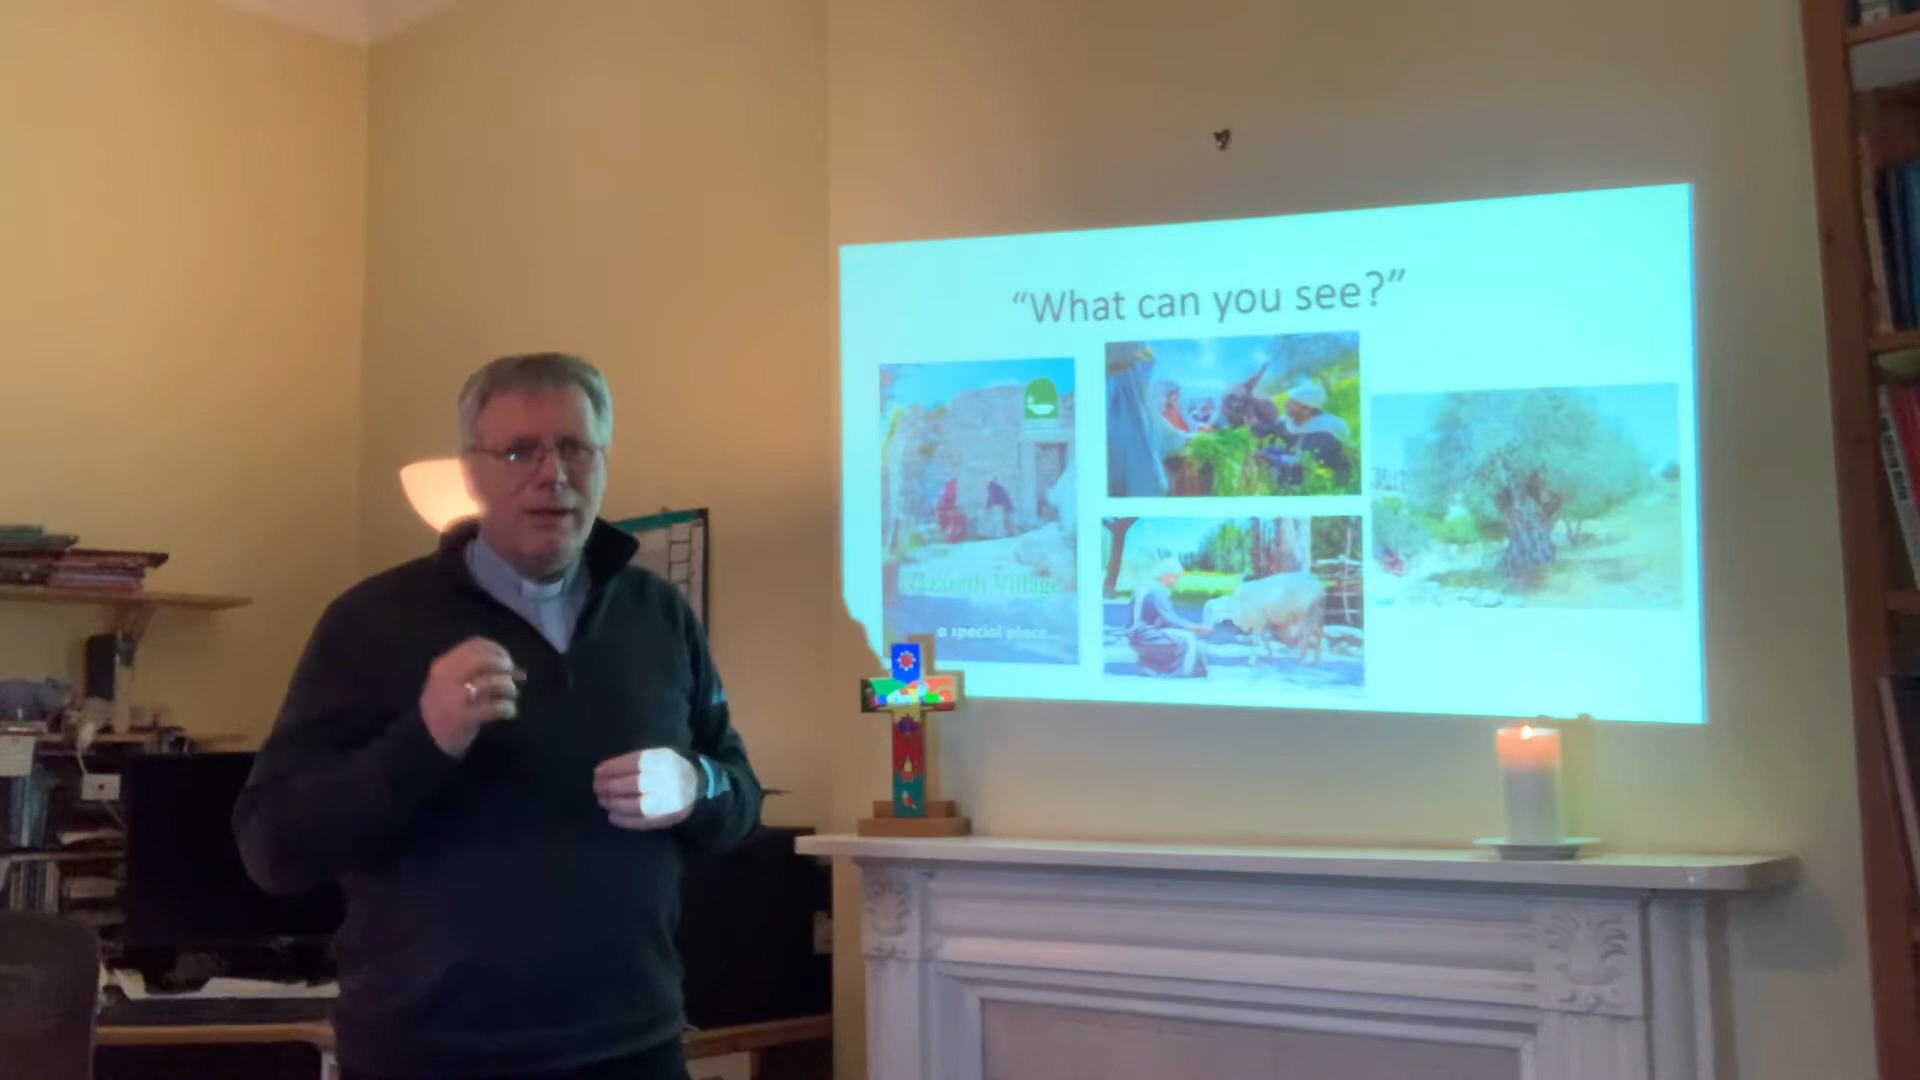 “What can you see?”
Nazareth Village
a special place...